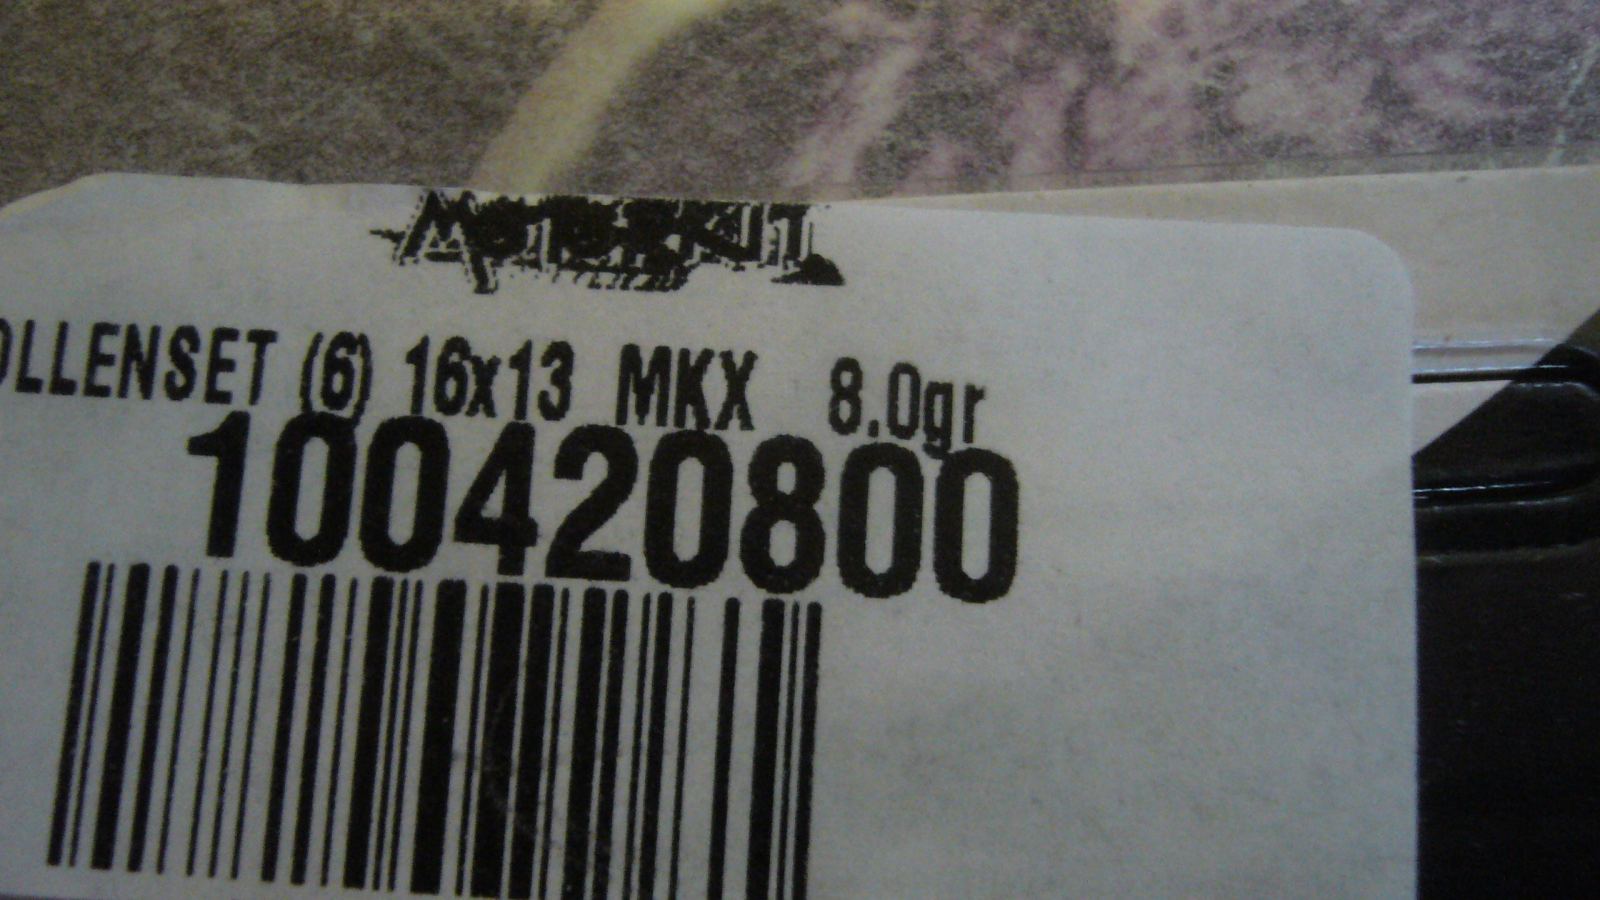 OLLENSET (6) 16x13 MKX 8.0gr
100420800